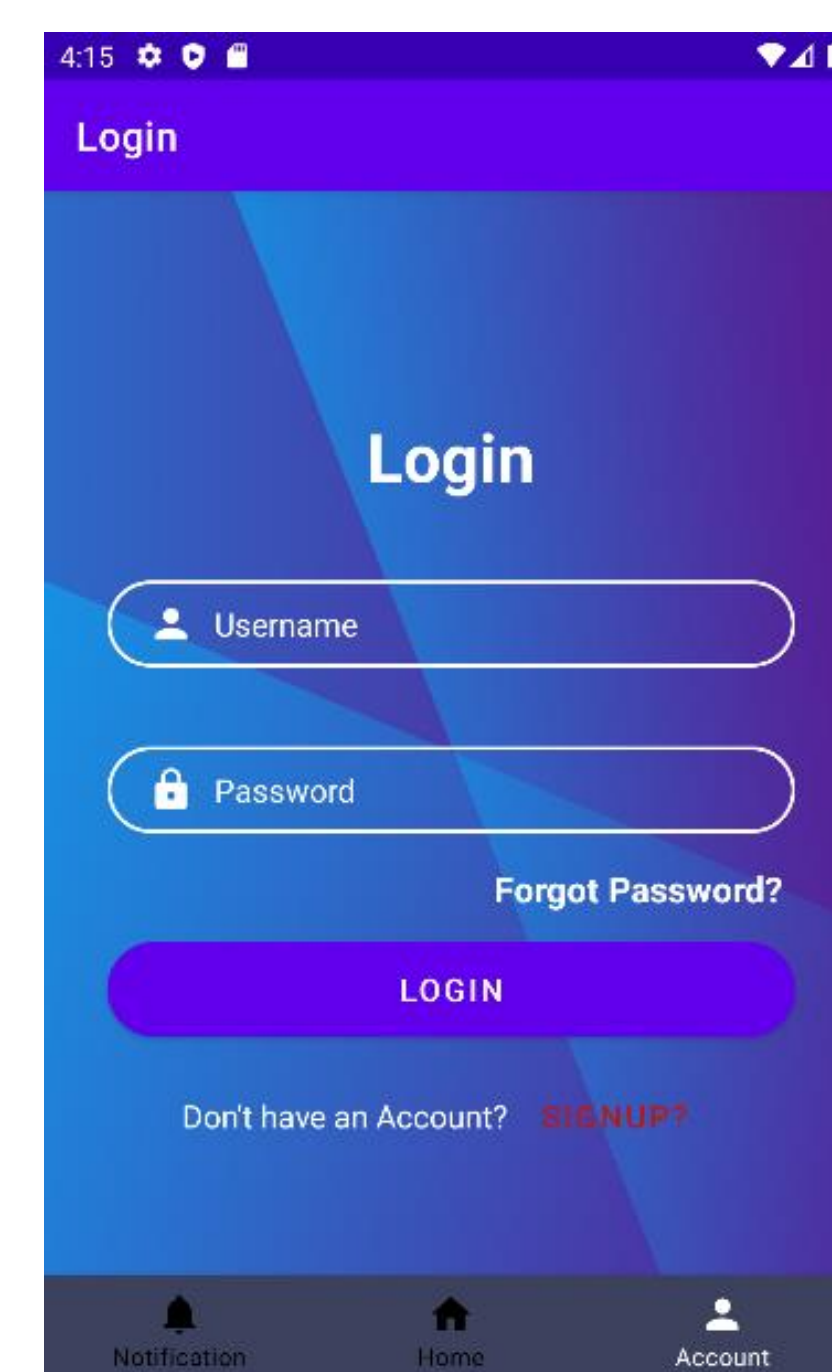 4:15
Login
Login
Username
Password
Forgot Password?
LOGIN
Don't have an Account? SIGNUP?
Notification Home Account